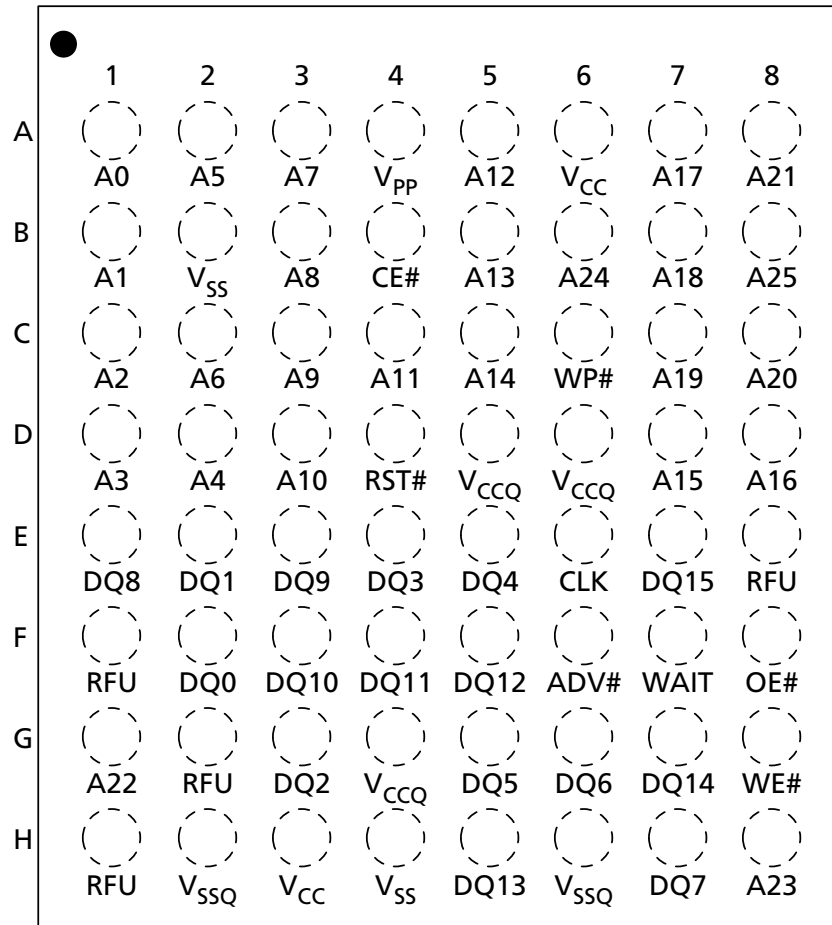 1 2 3 4 5 6 7 8
A
A0 A5 A7 VPP A12 VCC A17 A21
B
A1 VSS A8 CE# A13 A24 A18 A25
C
A2 A6 A9 A11 A14 WP# A19 A20
D
A3 A4 A10 RST# VCCQ VCCQ A15 A16
E
DQ8 DQ1 DQ9 DQ3 DQ4 CLK DQ15 RFU
F
RFU DQ0 DQ10 DQ11 DQ12 ADV# WAIT OE#
G
A22 RFU DQ2 VCCQ DQ5 DQ6 DQ14 WE#
H
RFU VSSQ VCC VSS DQ13 VSSQ DQ7 A23